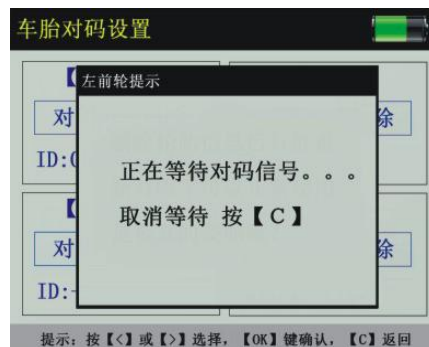 车胎对码设置
左前轮提示
正在等待对码信号。。。
取消等待 按【C】
【
对
除
ID:0
【
对
除
ID:-
提示：按【<】或【>】选择，【OK】键确认，【C】返回